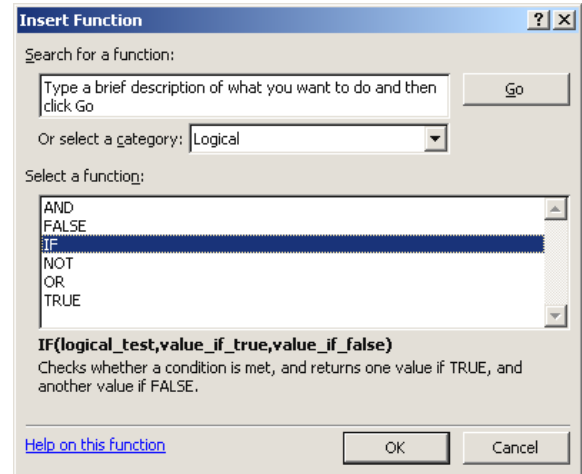 Insert Function
Search for a function:
Type a brief description of what you want to do and then
click Go
Go
Or select a category: Logical
Select a function:
AND
FALSE
IF
NOT
OR
TRUE
IF(logical_test,value_if_true,value_if_false)
Checks whether a condition is met, and returns one value if TRUE, and
another value if FALSE.
Help on this function
OK
Cancel